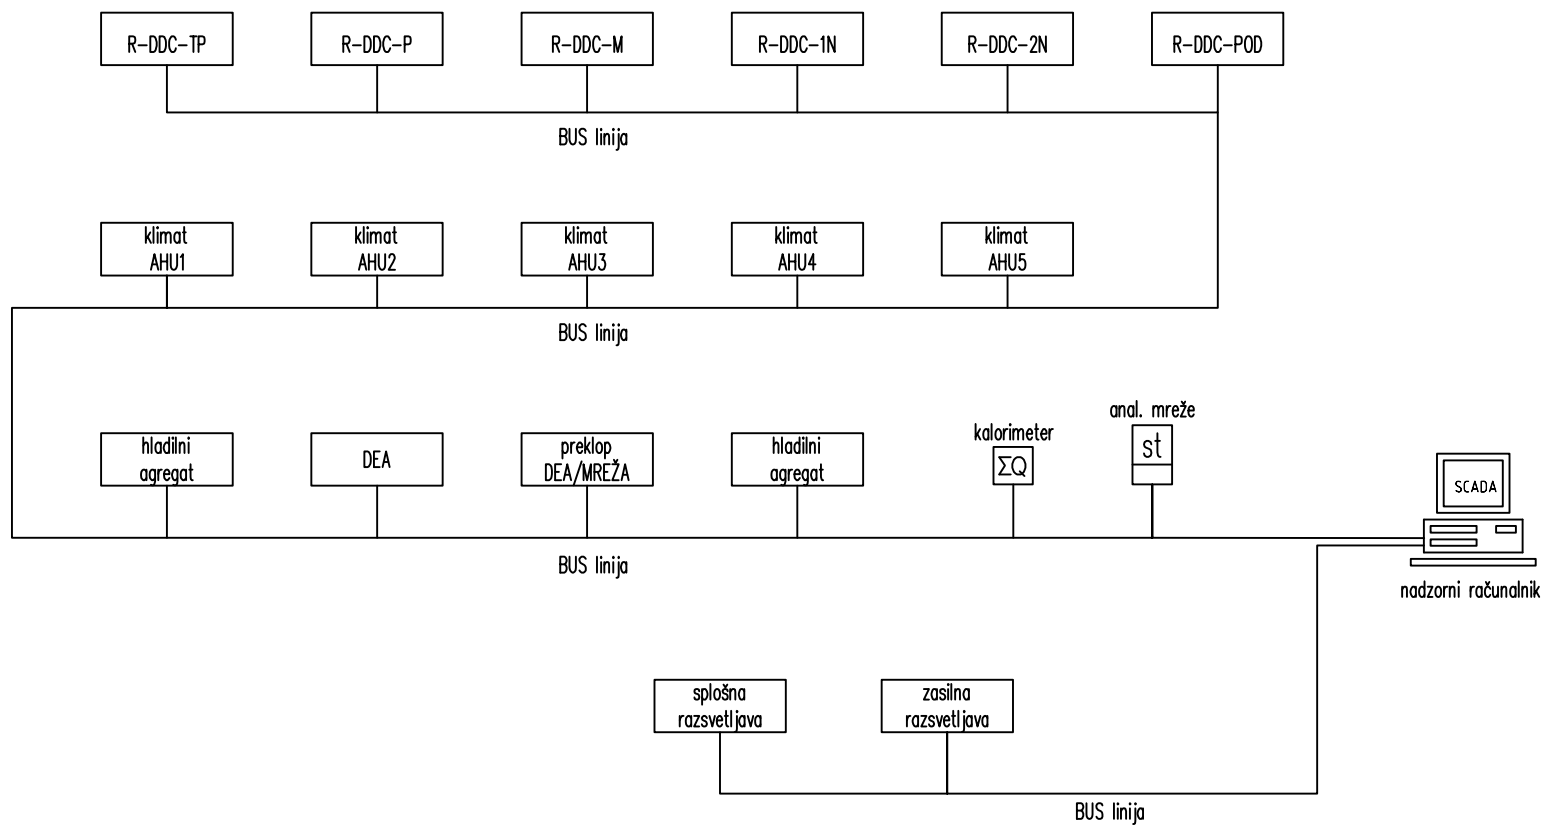 R-DDC-TP
R-DDC-P
R-DDC-M
R-DDC-1N
R-DDC-2N
R-DDC-POD
BUS linija
klimat
AHU1
klimat
AHU2
klimat
AHU3
klimat
AHU4
klimat
AHU5
BUS linija
hladilni
agregat
DEA
preklop
DEA/MREŽA
hladilni
agregat
kalorimeter
ΣQ
anal. mreže
st
SCADA
nadzorni računalnik
BUS linija
splošna
razsvetljava
zasilna
razsvetljava
BUS linija